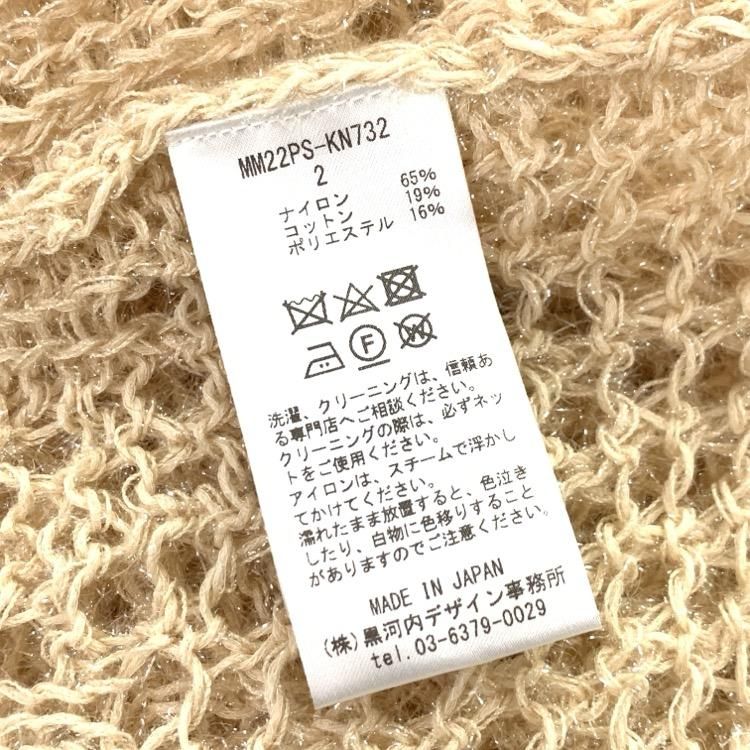 MM22PS-KN732
2
ナイロン 65%
コットン 19%
ポリエステル 16%
F
W
洗濯、クリーニングは、信頼あ
る専門店へご相談ください。
クリーニングの際は、必ずネッ
トをご使用ください。
アイロンは、スチームで浮かし
てかけてください。
濡れたまま放置すると、色泣き
したり、白物に色移りすること
がありますのでご注意ください。
MADE IN JAPAN
(株)黒河内デザイン事務所
tel.03-6379-0029